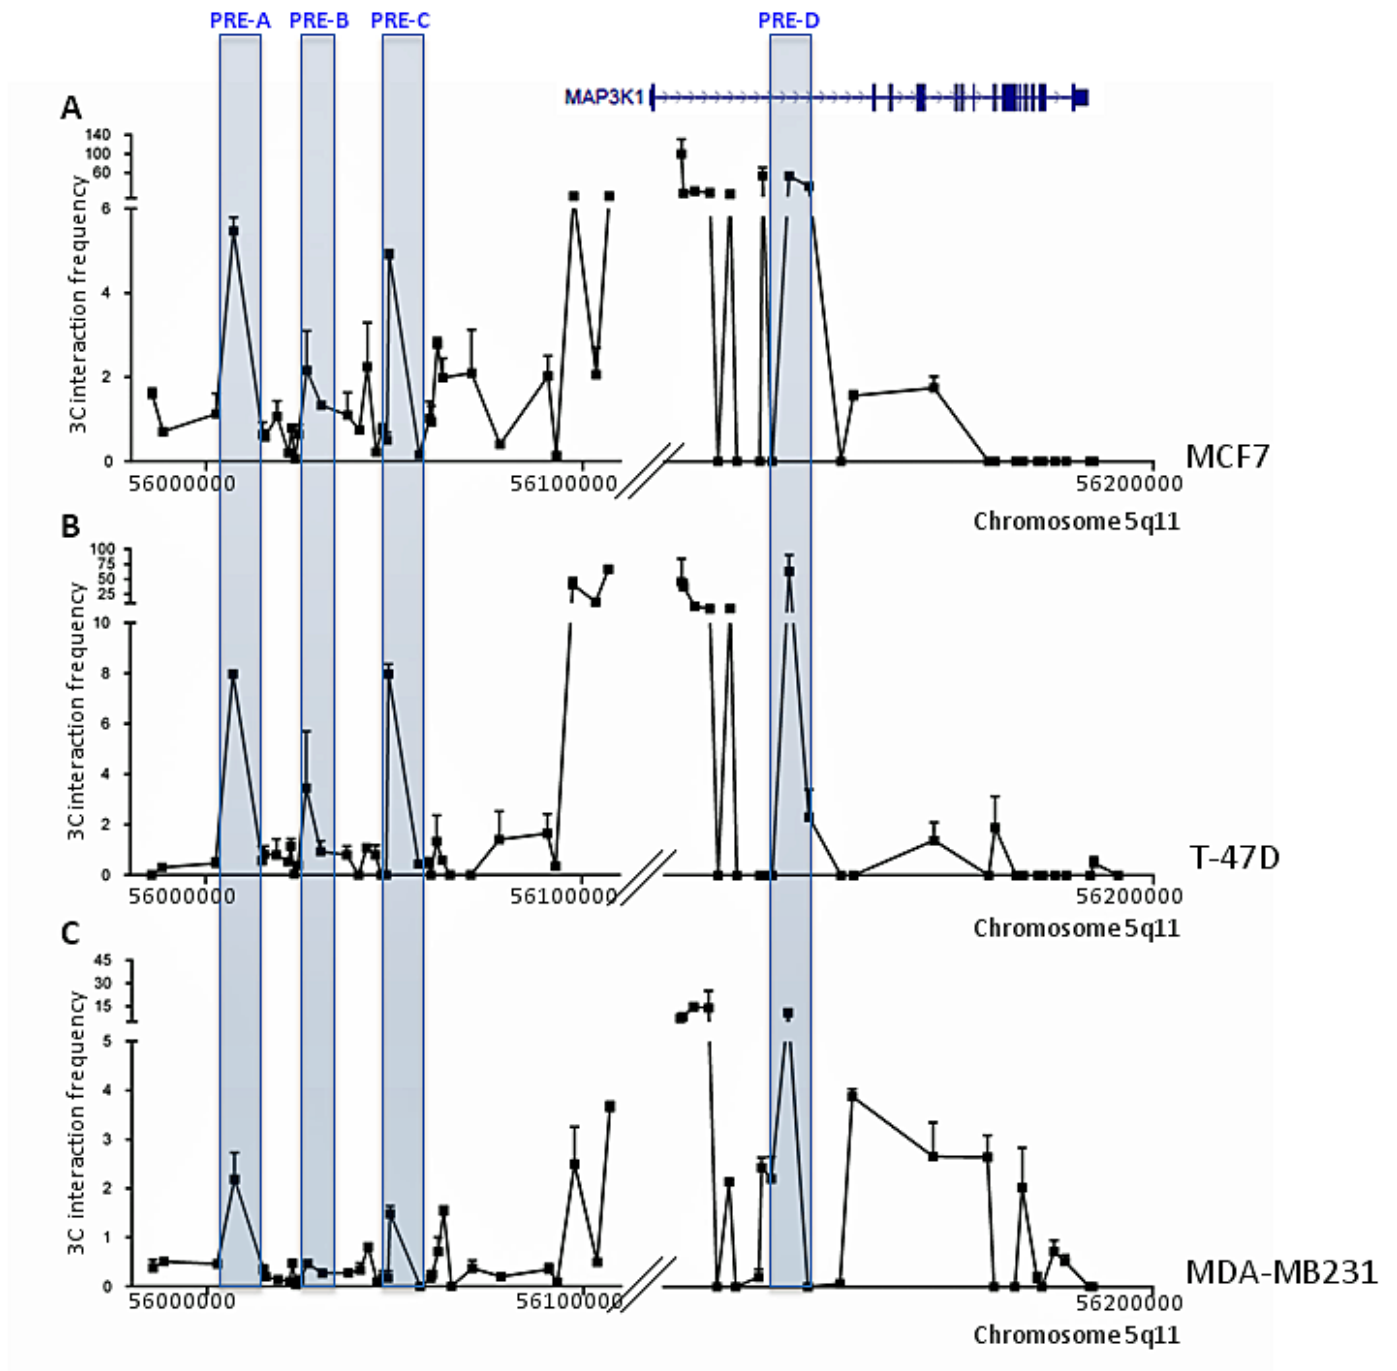 PRE-A PRE-B PRE-C PRE-D
MAP3K1
A
140
100
60
6
4
2
0
3C interaction frequency
56000000 56100000 56200000
MCF7
Chromosome 5q11
B
100
75
50
25
10
8
6
4
2
0
3C interaction frequency
56000000 56100000 56200000
T-47D
Chromosome 5q11
C
45
30
15
5
4
3
2
1
0
3C interaction frequency
56000000 56100000 56200000
MDA-MB231
Chromosome 5q11